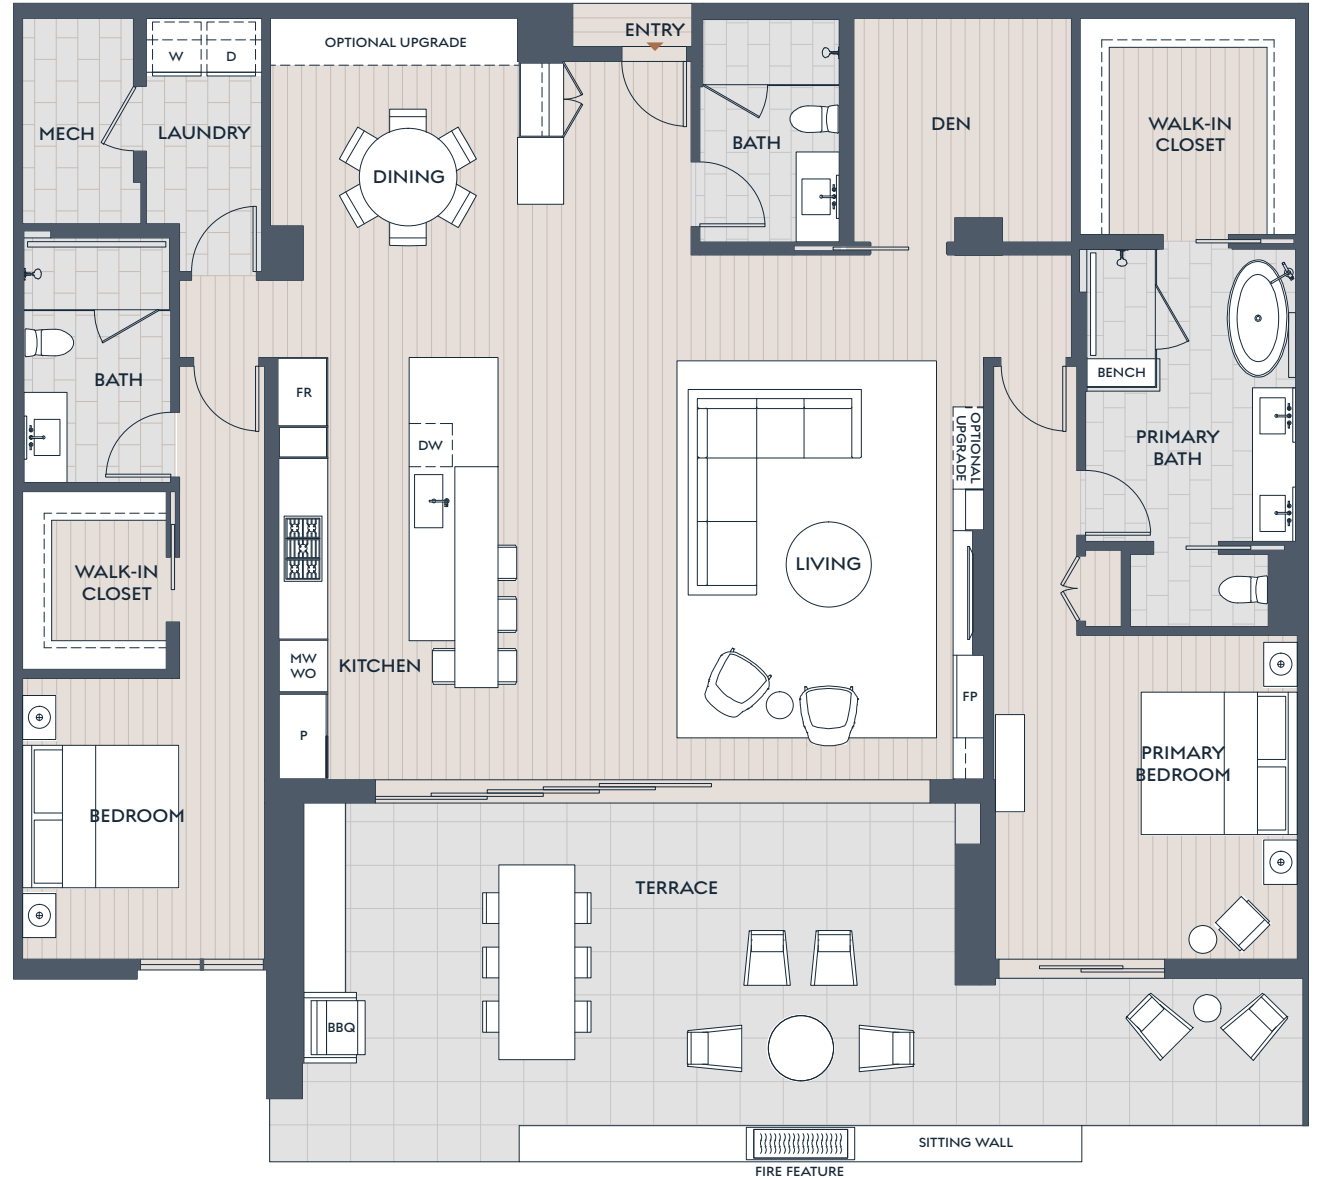 ENTRY
OPTIONAL UPGRADE
W
D
MECH
LAUNDRY
DINING
BATH
DEN
WALK-IN
CLOSET
BATH
FR
DW
BENCH
OPTIONAL
UPGRADE
PRIMARY
BATH
WALK-IN
CLOSET
LIVING
MW
WO
KITCHEN
P
FP
PRIMARY
BEDROOM
BEDROOM
TERRACE
BBQ
SITTING WALL
FIRE FEATURE